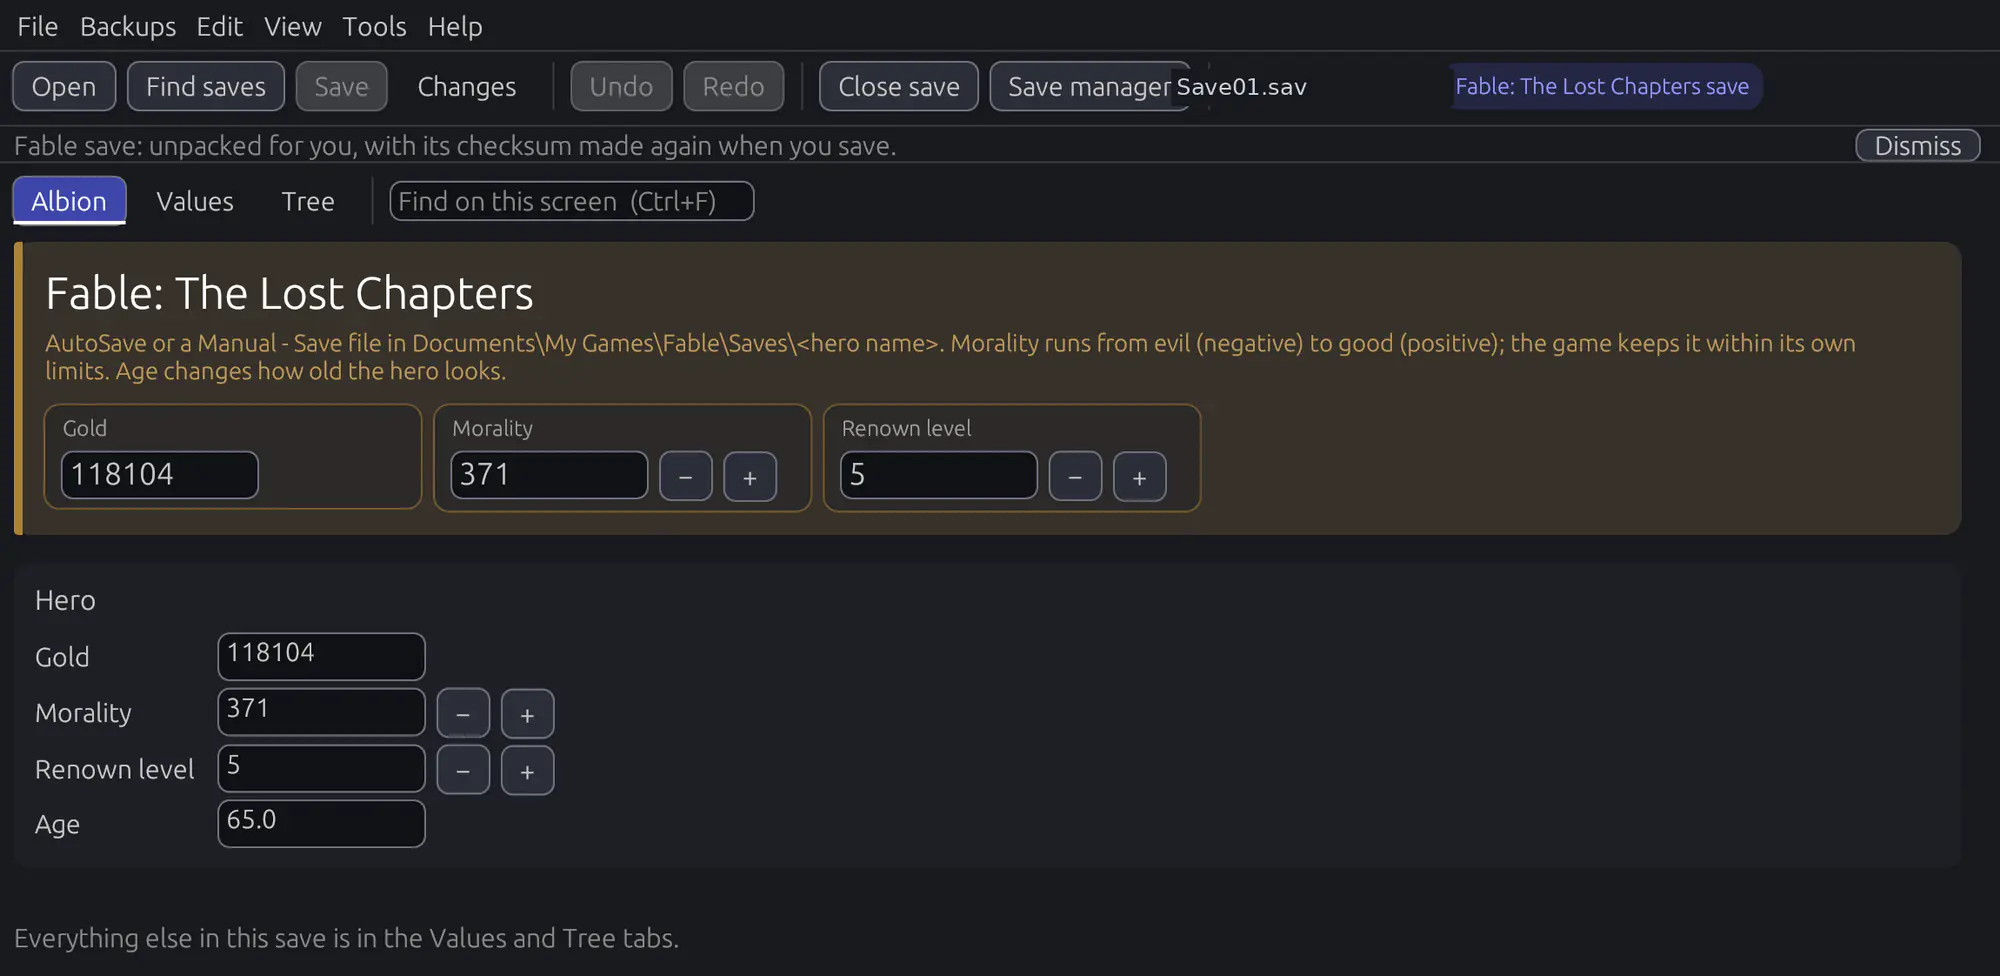 File Backups Edit View Tools Help
Open Find saves Save Changes Undo Redo Close save Save manager Save01.sav Fable: The Lost Chapters save
Fable save: unpacked for you, with its checksum made again when you save. Dismiss
Albion Values Tree Find on this screen (Ctrl+F)
Fable: The Lost Chapters
AutoSave or a Manual - Save file in Documents\My Games\Fable\Saves\<hero name>. Morality runs from evil (negative) to good (positive); the game keeps it within its own
limits. Age changes how old the hero looks.
Gold Morality Renown level
118104 371 − + 5 − +
Hero
Gold 118104
Morality 371 − +
Renown level 5 − +
Age 65.0
Everything else in this save is in the Values and Tree tabs.